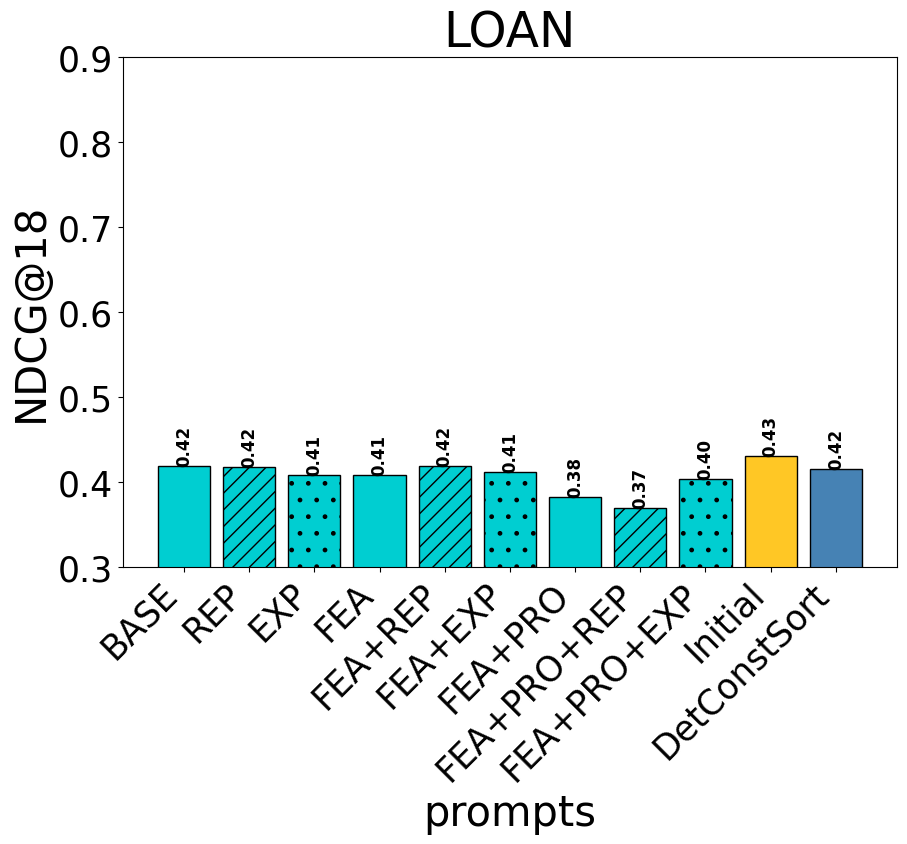 LOAN
NDCG@18
0.9
0.8
0.7
0.6
0.5
0.4
0.3
0.42
0.42
0.41
0.41
0.42
0.41
0.38
0.37
0.40
0.43
0.42
BASE
REP
EXP
FEA
FEA+REP
FEA+EXP
FEA+PRO
FEA+PRO+REP
FEA+PRO+EXP
Initial
DetConstSort
prompts